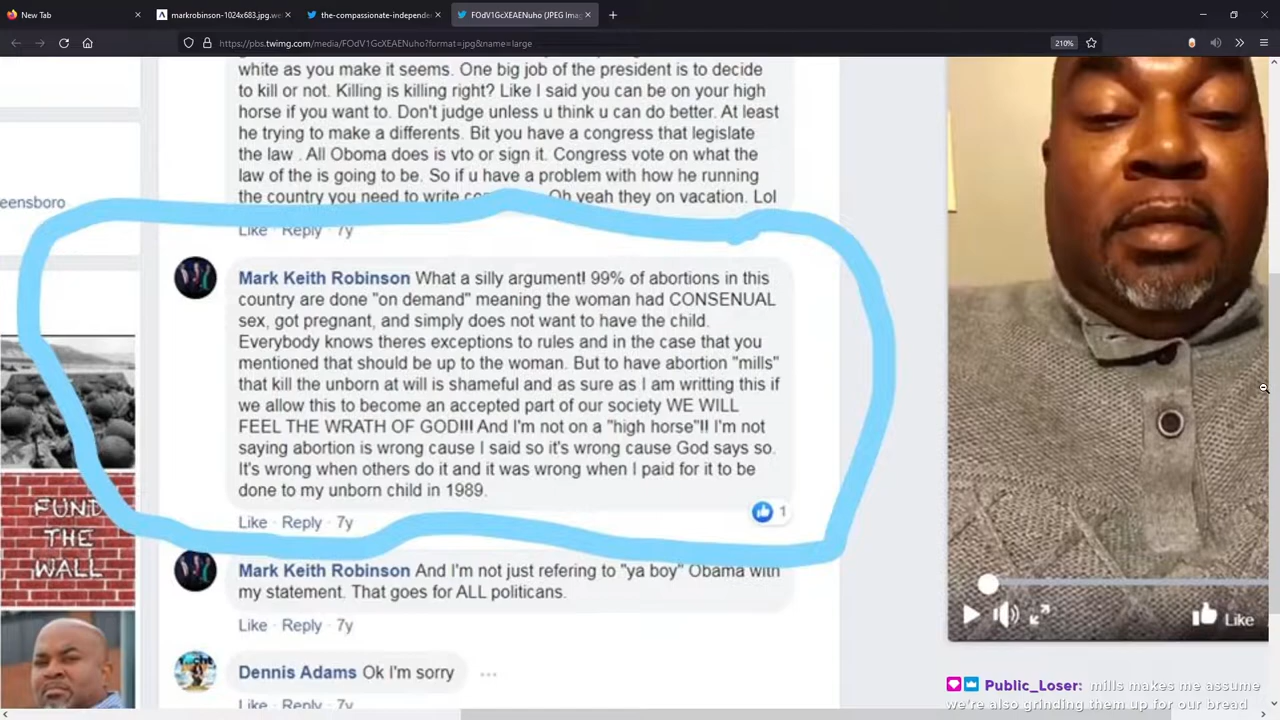 New Tab
markrobinson-1024x683.jpg.we
the-compassionate-independen
FOdV1GcXEAENuho (JPEG Imag
https://pbs.twimg.com/media/FOdV1GcXEAENuho?format=jpg&name=large
210%
white as you make it seems. One big job of the president is to decide
to kill or not. Killing is killing right? Like I said you can be on your high
horse if you want to. Don't judge unless u think u can do better. At least
he trying to make a differents. Bit you have a congress that legislate
the law . All Oboma does is vto or sign it. Congress vote on what the
law of the is going to be. So if u have a problem with how he running
the country you need to write Oh yeah they on vacation. Lol
Like Reply 7y
eensboro
Mark Keith Robinson What a silly argument! 99% of abortions in this
country are done "on demand" meaning the woman had CONSENUAL
sex, got pregnant, and simply does not want to have the child.
Everybody knows theres exceptions to rules and in the case that you
mentioned that should be up to the woman. But to have abortion "mills"
that kill the unborn at will is shameful and as sure as I am writting this if
we allow this to become an accepted part of our society WE WILL
FEEL THE WRATH OF GOD!!! And I'm not on a "high horse"!! I'm not
saying abortion is wrong cause I said so it's wrong cause God says so.
It's wrong when others do it and it was wrong when I paid for it to be
done to my unborn child in 1989.
1
Like · Reply · 7y
FUND
THE
WALL
Mark Keith Robinson And I'm not just refering to "ya boy" Obama with
my statement. That goes for ALL politicans.
Like · Reply · 7y
Dennis Adams Ok I'm sorry
Like · Reply · 7y
Like
Public_Loser: mills makes me assume
we're also grinding them up for our bread